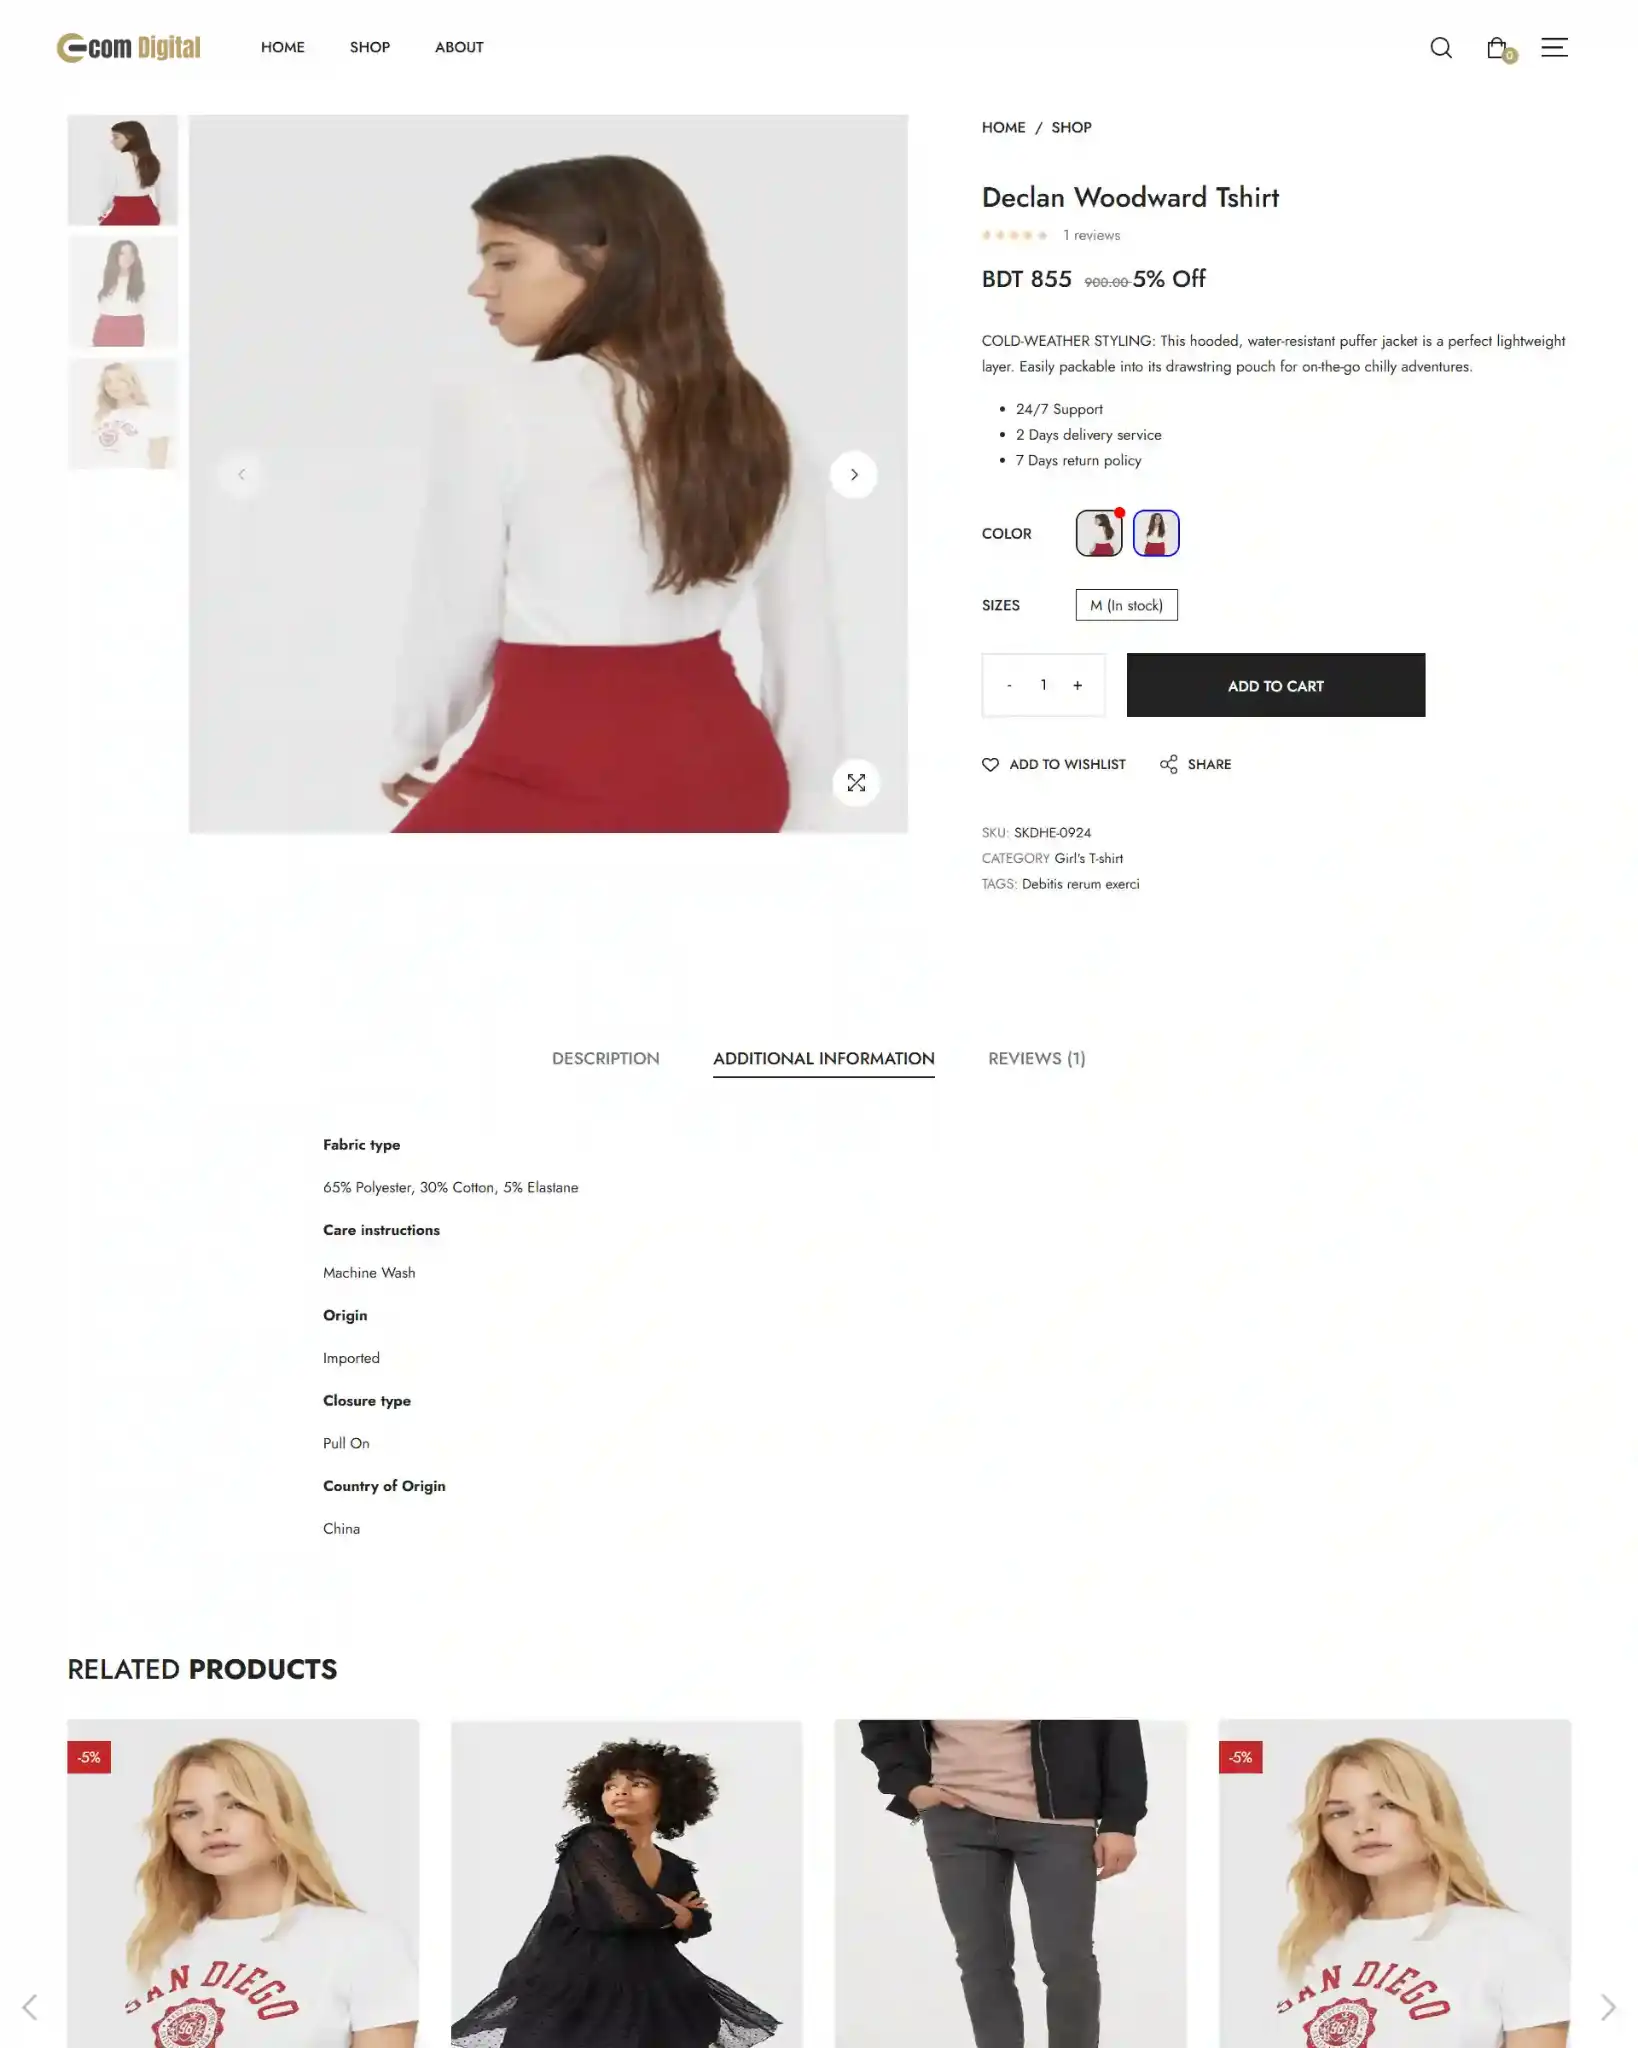 com Digital
HOME
SHOP
ABOUT
0
HOME / SHOP
Declan Woodward Tshirt
1 reviews
BDT 855 900.00 5% Off
COLD-WEATHER STYLING: This hooded, water-resistant puffer jacket is a perfect lightweight
layer. Easily packable into its drawstring pouch for on-the-go chilly adventures.
• 24/7 Support
• 2 Days delivery service
• 7 Days return policy
COLOR
SIZES
M (In stock)
- 1 +
ADD TO CART
ADD TO WISHLIST
SHARE
SKU: SKDHE-0924
CATEGORY Girl's T-shirt
TAGS: Debitis rerum exerci
DESCRIPTION
ADDITIONAL INFORMATION
REVIEWS (1)
Fabric type
65% Polyester, 30% Cotton, 5% Elastane
Care instructions
Machine Wash
Origin
Imported
Closure type
Pull On
Country of Origin
China
RELATED PRODUCTS
-5%
-5%
SAN DIEGO
96
SAN DIEGO
96